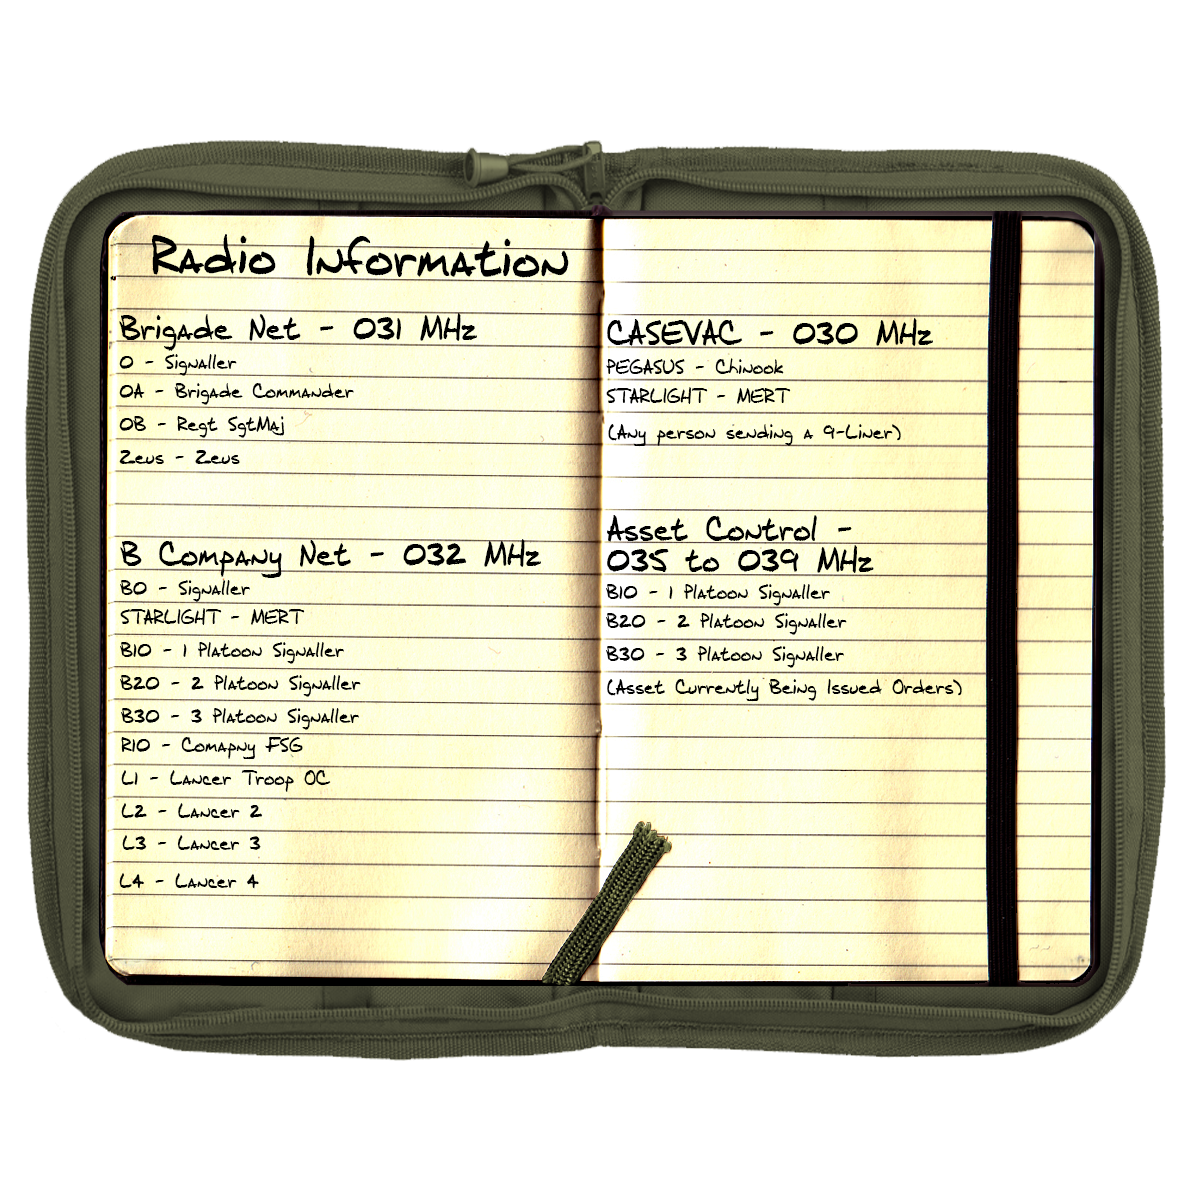 Radio Information
Brigade Net - 031 MHz
0 - Signaller
0A - Brigade Commander
0B - Regt SgtMaj
Zeus - Zeus
B Company Net - 032 MHz
B0 - Signaller
STARLIGHT - MERT
B10 - 1 Platoon Signaller
B20 - 2 Platoon Signaller
B30 - 3 Platoon Signaller
R10 - Comapny FSG
L1 - Lancer Troop OC
L2 - Lancer 2
L3 - Lancer 3
L4 - Lancer 4
CASEVAC - 030 MHz
PEGASUS - Chinook
STARLIGHT - MERT
(Any person sending a 9-Liner)
Asset Control -
035 to 039 MHz
B10 - 1 Platoon Signaller
B20 - 2 Platoon Signaller
B30 - 3 Platoon Signaller
(Asset Currently Being Issued Orders)